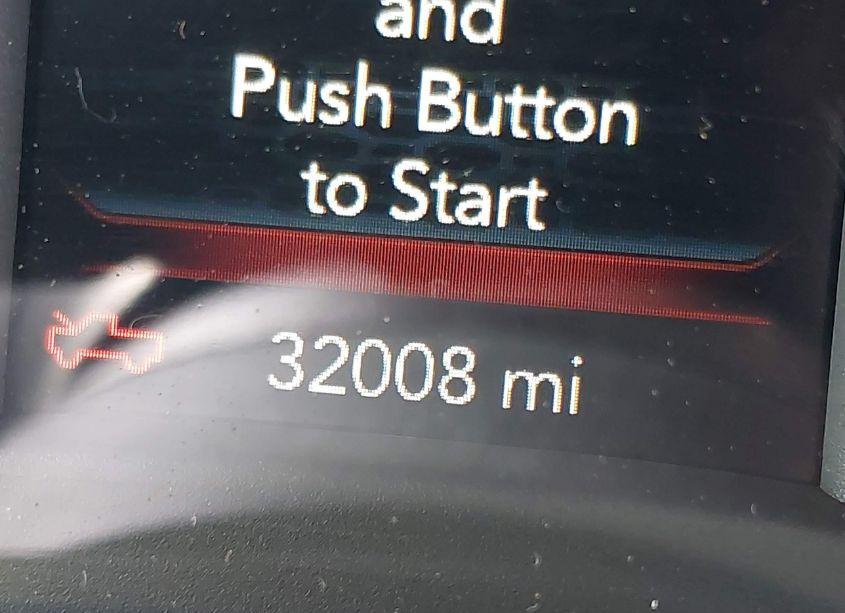 and
Push Button
to Start
32008 mi